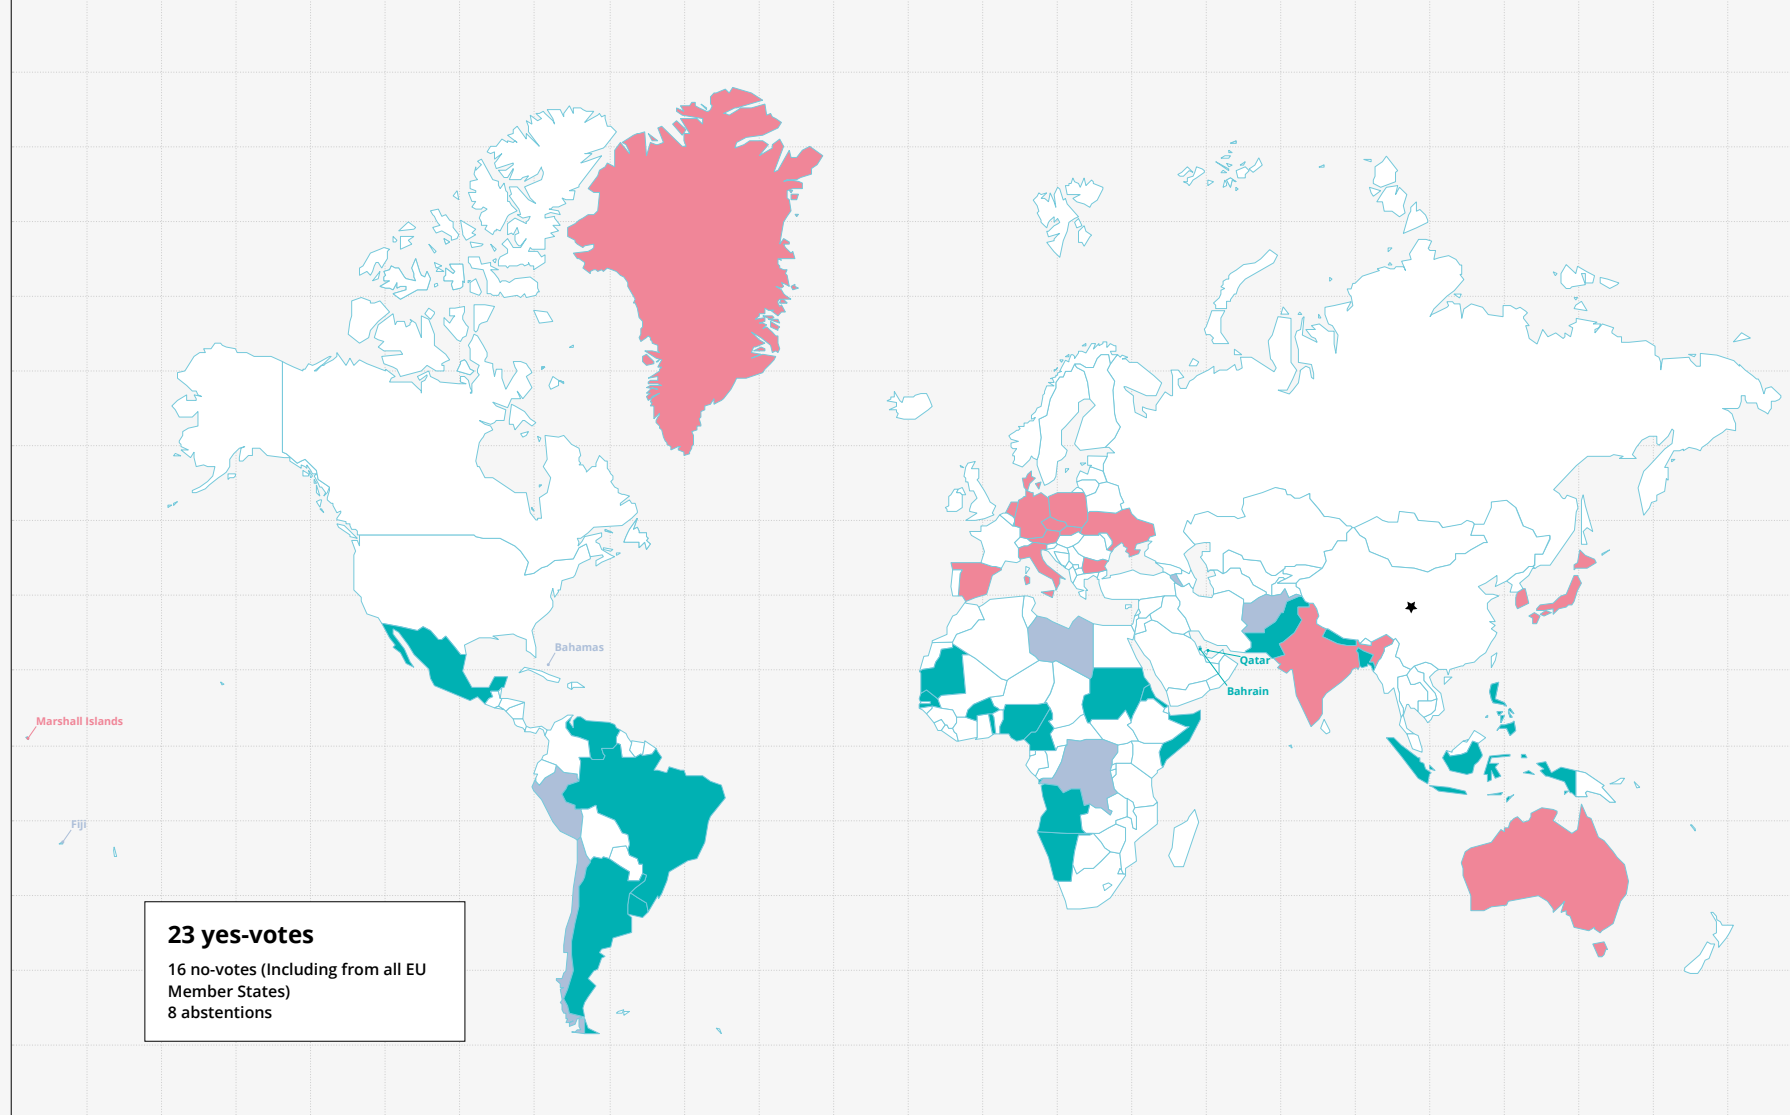 Bahamas
Qatar
Bahrain
Marshall Islands
Fiji
23 yes-votes
16 no-votes (Including from all EU
Member States)
8 abstentions